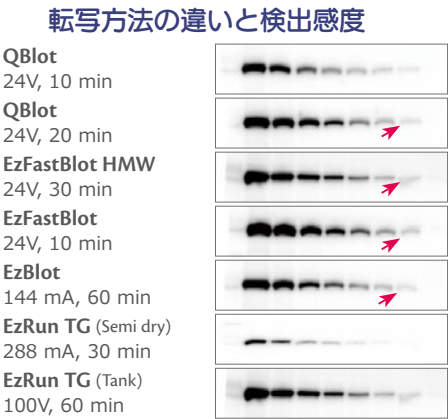 転写方法の違いと検出感度
QBlot
24V, 10 min
QBlot
24V, 20 min
EzFastBlot HMW
24V, 30 min
EzFastBlot
24V, 10 min
EzBlot
144 mA, 60 min
EzRun TG (Semi dry)
288 mA, 30 min
EzRun TG (Tank)
100V, 60 min